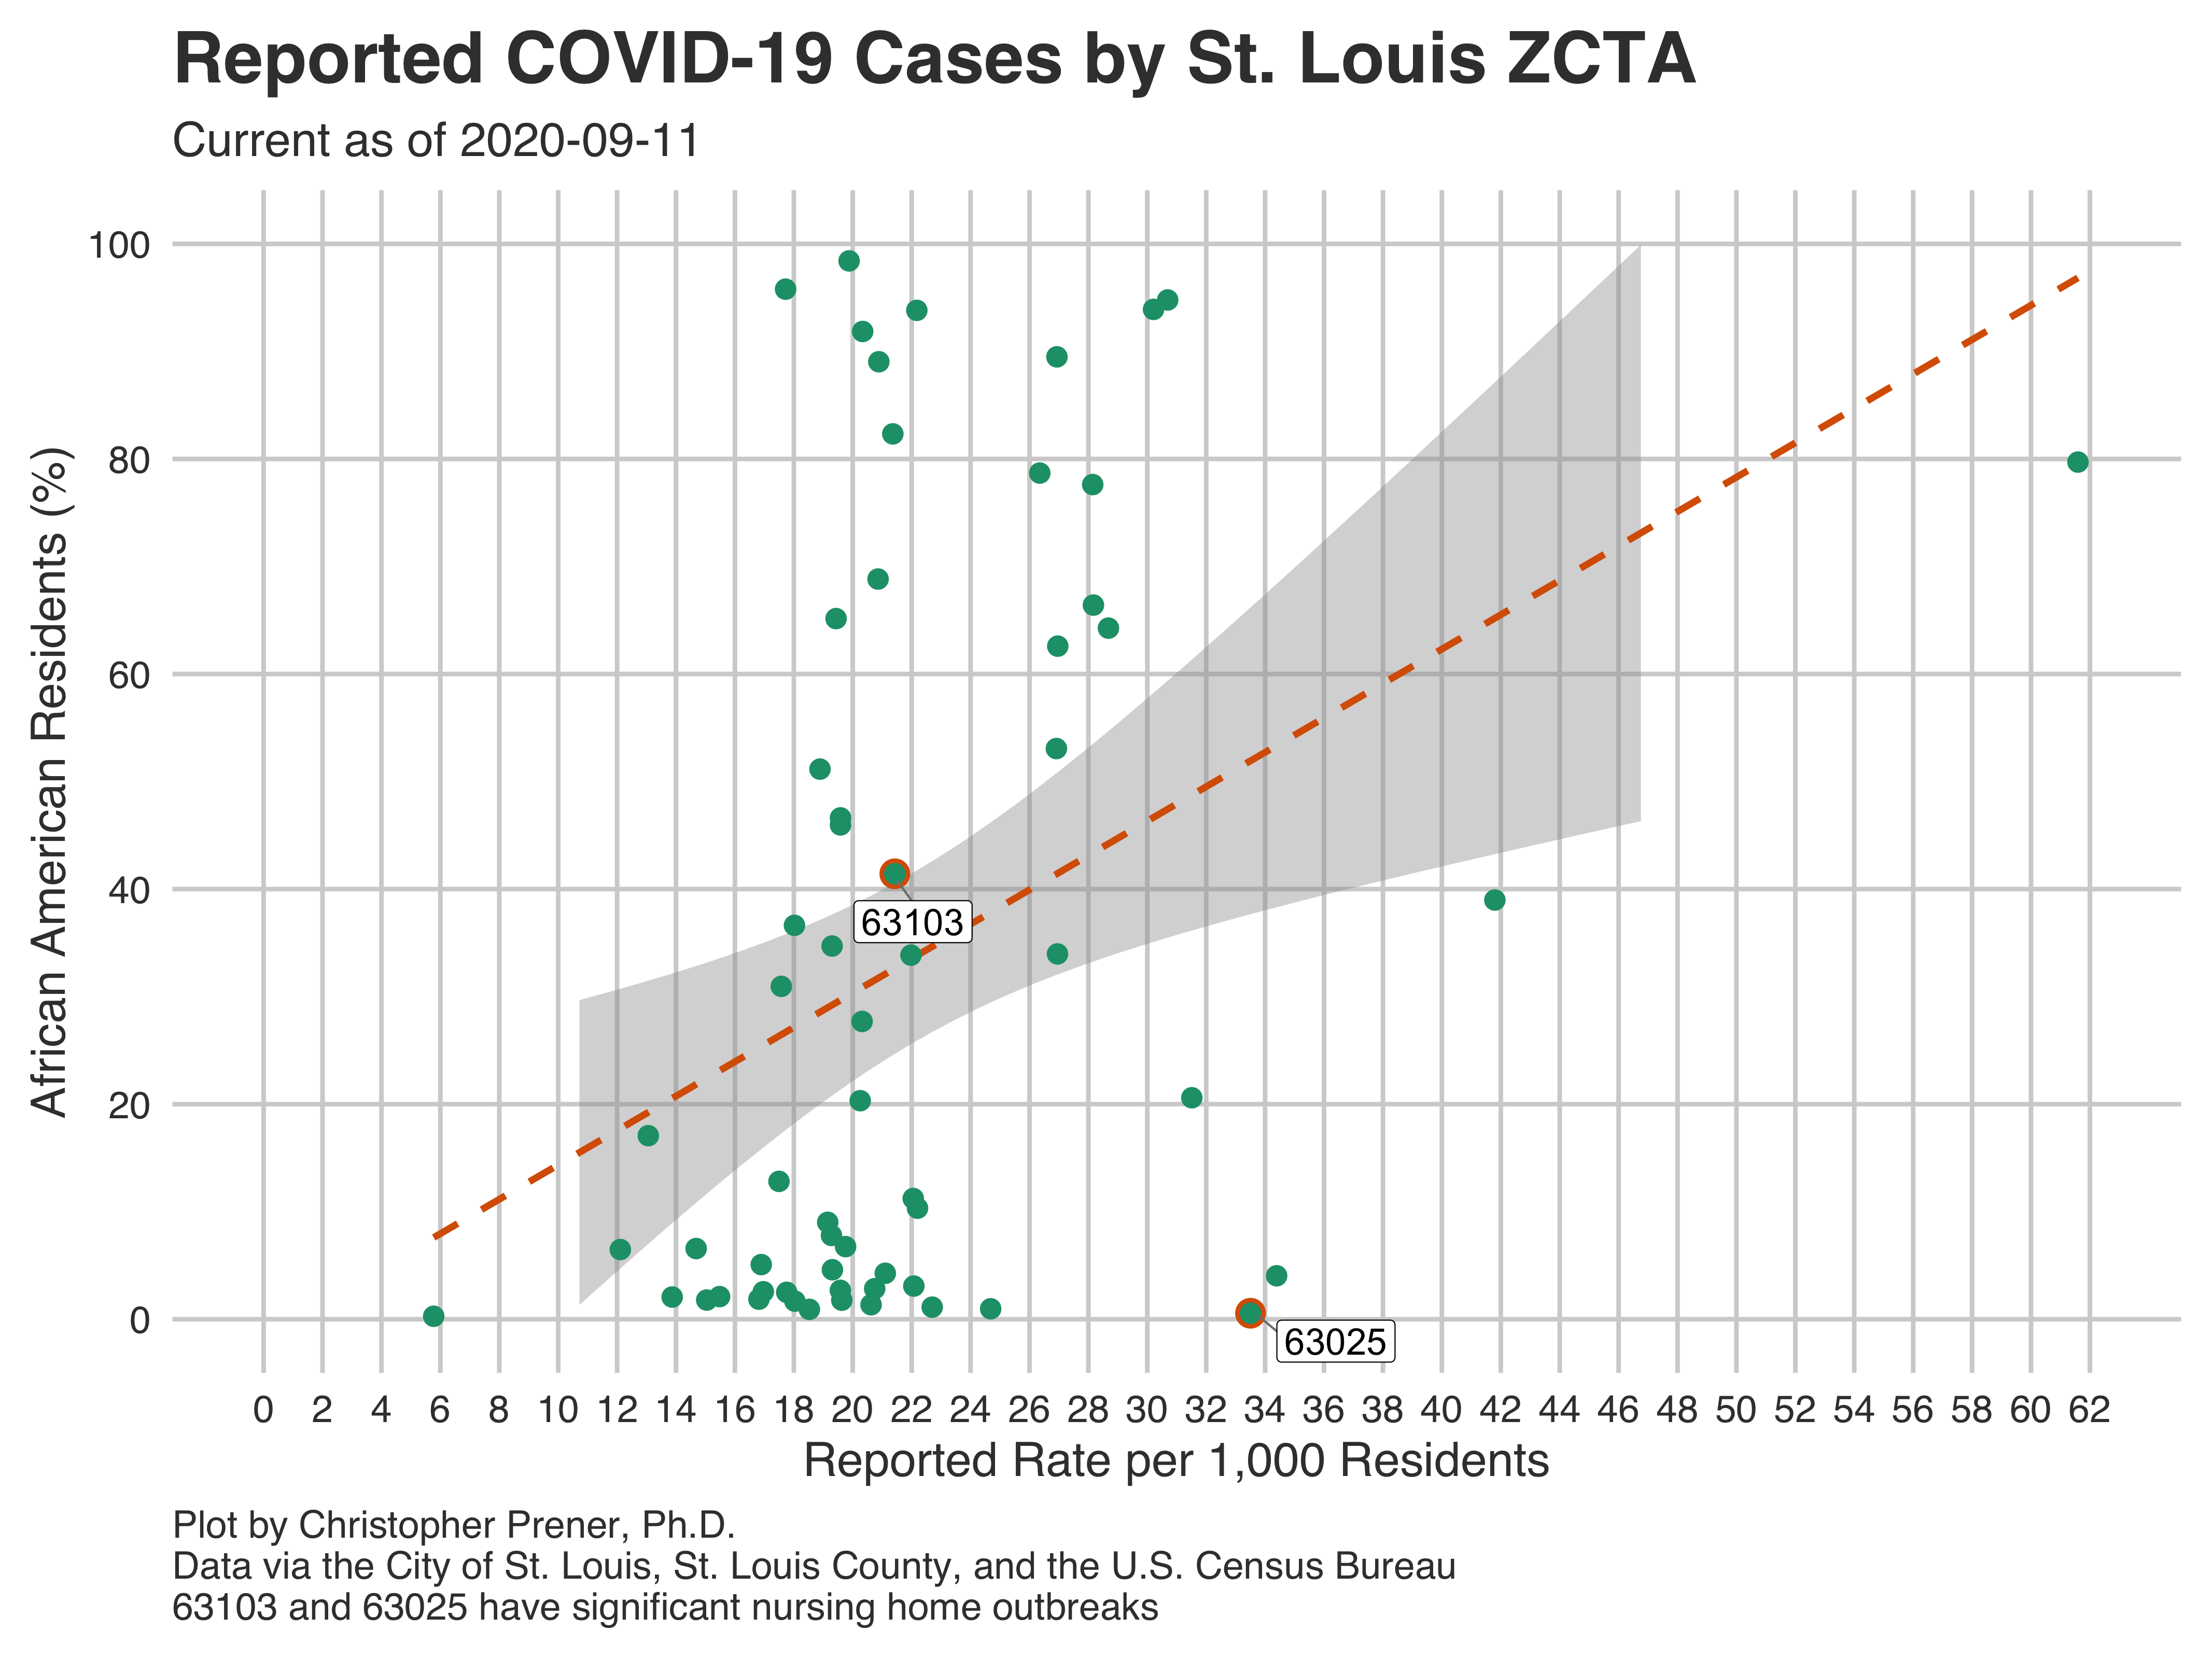 Reported COVID-19 Cases by St. Louis ZCTA
Current as of 2020-09-11
African American Residents (%)
100
80
60
40
20
0
63103
63025
0 2 4 6 8 10 12 14 16 18 20 22 24 26 28 30 32 34 36 38 40 42 44 46 48 50 52 54 56 58 60 62
Reported Rate per 1,000 Residents
Plot by Christopher Prener, Ph.D.
Data via the City of St. Louis, St. Louis County, and the U.S. Census Bureau
63103 and 63025 have significant nursing home outbreaks